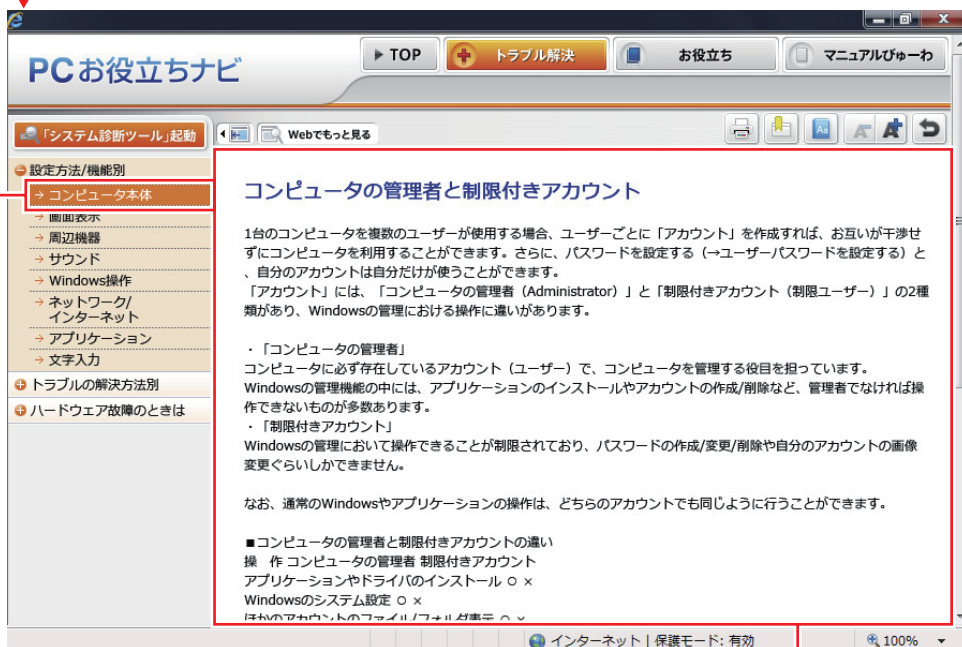 PCお役立ちナビ
TOP
トラブル解決
お役立ち
マニュアルびゅーわ
「システム診断ツール」起動
Webでもっと見る
設定方法/機能別
→ コンピュータ本体
→ 画面表示
→ 周辺機器
→ サウンド
→ Windows操作
→ ネットワーク/
インターネット
→ アプリケーション
→ 文字入力
トラブルの解決方法別
ハードウェア故障のときは
コンピュータの管理者と制限付きアカウント
1台のコンピュータを複数のユーザーが使用する場合、ユーザーごとに「アカウント」を作成すれば、お互いが干渉せ
ずにコンピュータを利用することができます。さらに、パスワードを設定する（→ユーザーパスワードを設定する）と
、自分のアカウントは自分だけが使うことができます。
「アカウント」には、「コンピュータの管理者（Administrator）」と「制限付きアカウント（制限ユーザー）」の2種
類があり、Windowsの管理における操作に違いがあります。
・「コンピュータの管理者」
コンピュータに必ず存在しているアカウント（ユーザー）で、コンピュータを管理する役目を担っています。
Windowsの管理機能の中には、アプリケーションのインストールやアカウントの作成/削除など、管理者でなければ操
作できないものが多数あります。
・「制限付きアカウント」
Windowsの管理において操作できることが制限されており、パスワードの作成/変更/削除や自分のアカウントの画像
変更ぐらいしかできません。
なお、通常のWindowsやアプリケーションの操作は、どちらのアカウントでも同じように行うことができます。
■コンピュータの管理者と制限付きアカウントの違い
操　作 コンピュータの管理者 制限付きアカウント
アプリケーションやドライバのインストール ○ ×
Windowsのシステム設定 ○ ×
ほかのアカウントのファイル/フォルダ表示 ○ ×
インターネット | 保護モード: 有効
100%